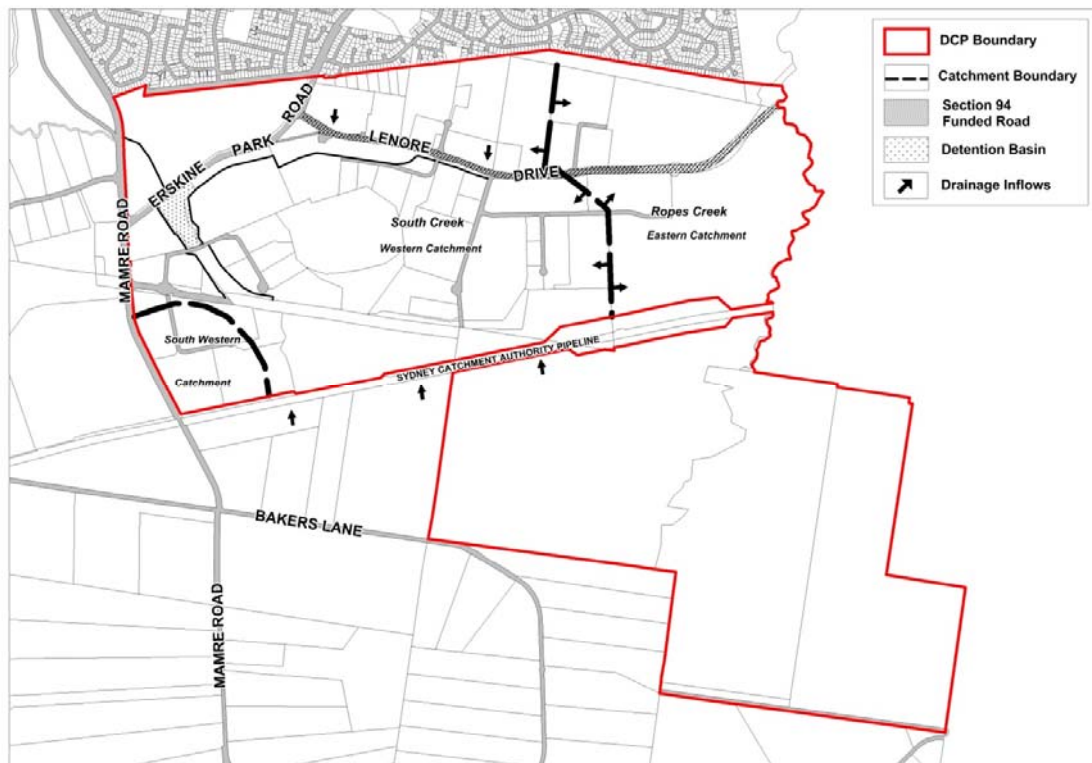 DCP Boundary
Catchment Boundary
Section 94
Funded Road
Detention Basin
Drainage Inflows
ERSKINE PARK ROAD
LENORE DRIVE
MAMRE ROAD
South Creek
Western Catchment
Ropes Creek
Eastern Catchment
South Western
Catchment
SYDNEY CATCHMENT AUTHORITY PIPELINE
BAKERS LANE
MAMRE ROAD